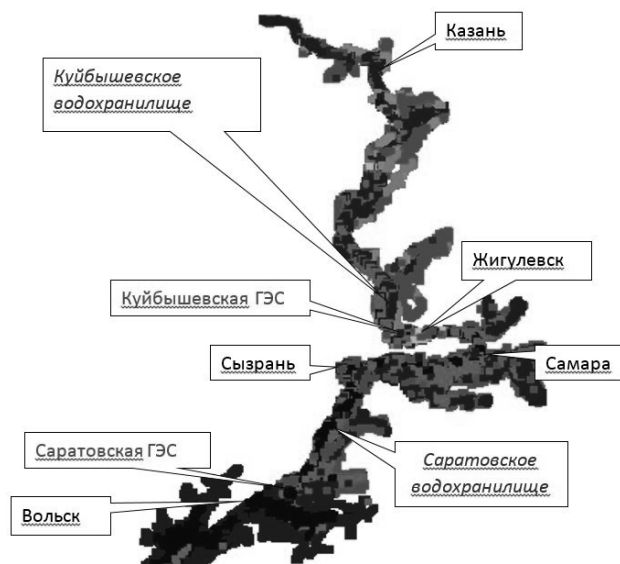 Казань
Куйбышевское
водохранилище
Жигулевск
Куйбышевская ГЭС
Сызрань
Самара
Саратовская ГЭС
Саратовское
водохранилище
Вольск